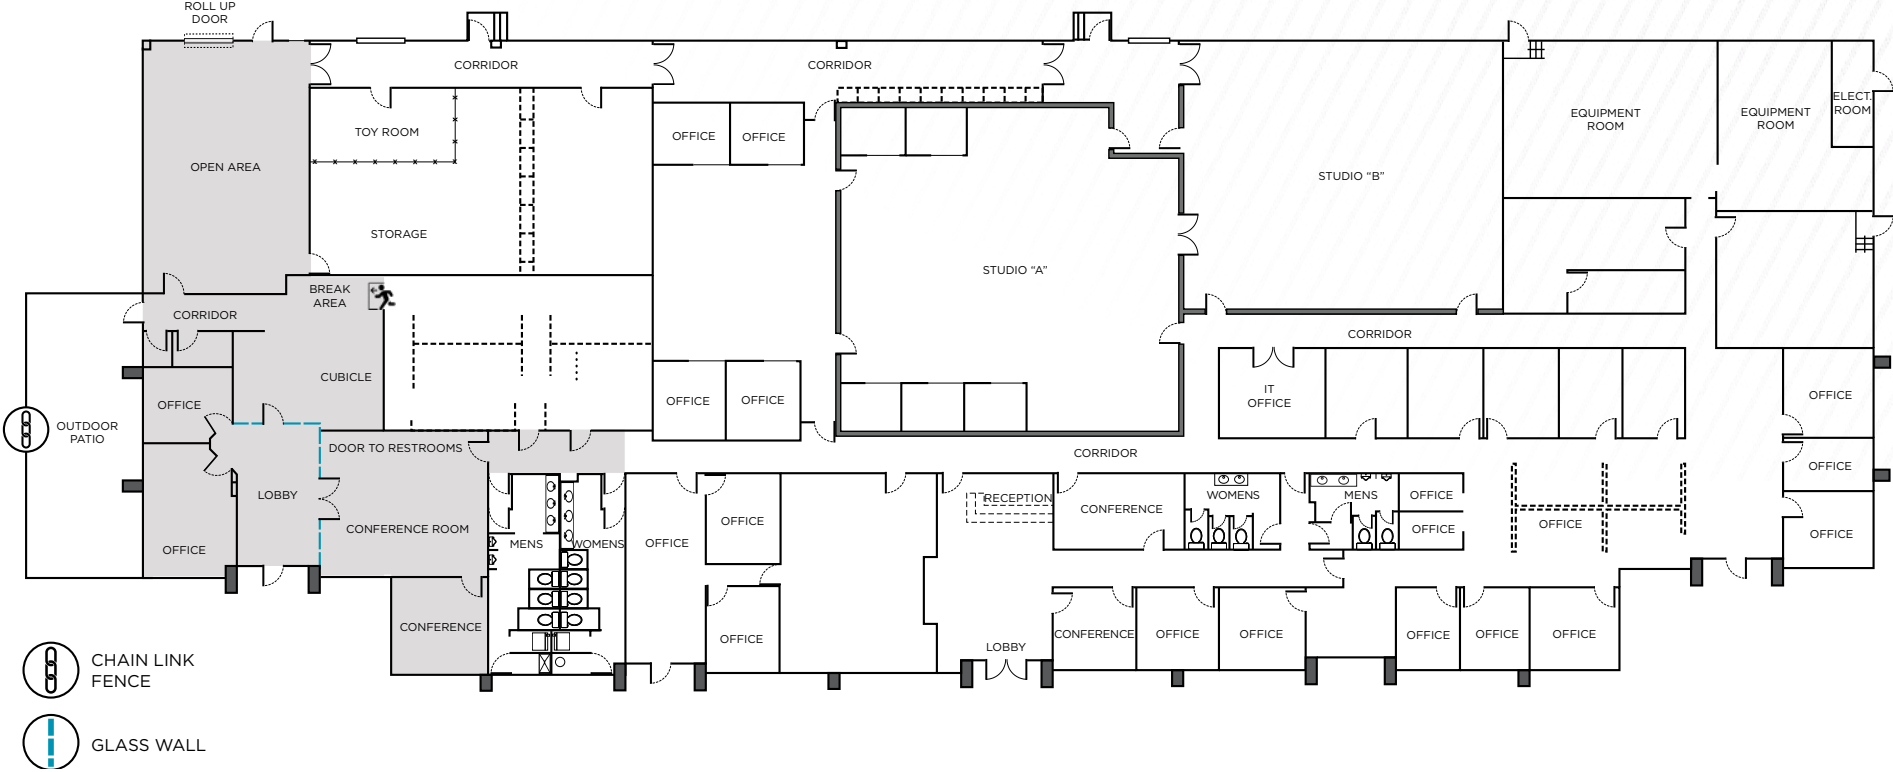 ROLL UP
DOOR
CORRIDOR
CORRIDOR
TOY ROOM
OFFICE
OFFICE
EQUIPMENT
ROOM
EQUIPMENT
ROOM
ELECT.
ROOM
OPEN AREA
STUDIO “B”
STORAGE
STUDIO “A”
BREAK
AREA
CORRIDOR
CORRIDOR
CUBICLE
OFFICE
OFFICE
OFFICE
IT
OFFICE
OFFICE
OUTDOOR
PATIO
DOOR TO RESTROOMS
CORRIDOR
OFFICE
LOBBY
RECEPTION
CONFERENCE
WOMENS
MENS
OFFICE
OFFICE
OFFICE
OFFICE
CONFERENCE ROOM
OFFICE
OFFICE
MENS
WOMENS
OFFICE
OFFICE
CONFERENCE
OFFICE
LOBBY
CONFERENCE
OFFICE
OFFICE
OFFICE
OFFICE
OFFICE
CHAIN LINK
FENCE
GLASS WALL